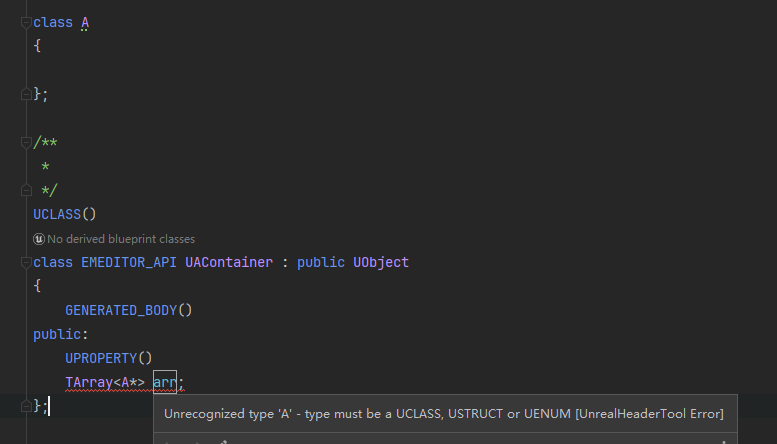 class A
{
};
/**
 *
 */
UCLASS()
No derived blueprint classes
class EMEDITOR_API UAContainer : public UObject
{
    GENERATED_BODY()
public:
    UPROPERTY()
    TArray<A*> arr;
};
Unrecognized type 'A' - type must be a UCLASS, USTRUCT or UENUM [UnrealHeaderTool Error]